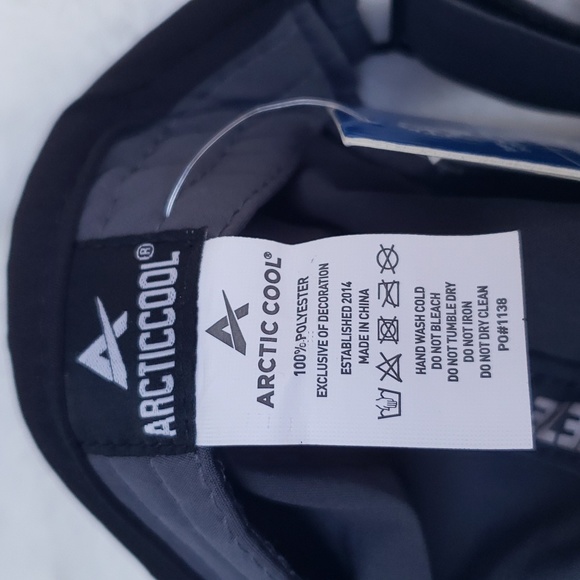 ARCTICCOOL®
ARCTIC COOL®
100% POLYESTER
EXCLUSIVE OF DECORATION
ESTABLISHED 2014
MADE IN CHINA
HAND WASH COLD
DO NOT BLEACH
DO NOT TUMBLE DRY
DO NOT IRON
DO NOT DRY CLEAN
PO#1138